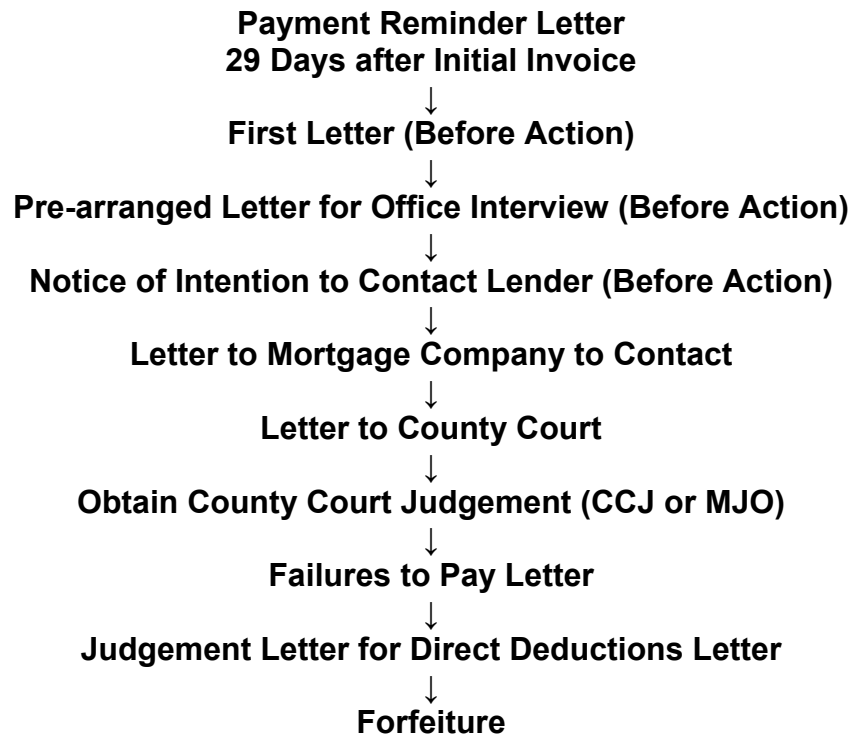 Payment Reminder Letter
29 Days after Initial Invoice
↓
First Letter (Before Action)
↓
Pre-arranged Letter for Office Interview (Before Action)
↓
Notice of Intention to Contact Lender (Before Action)
↓
Letter to Mortgage Company to Contact
↓
Letter to County Court
↓
Obtain County Court Judgement (CCJ or MJO)
↓
Failures to Pay Letter
↓
Judgement Letter for Direct Deductions Letter
↓
Forfeiture